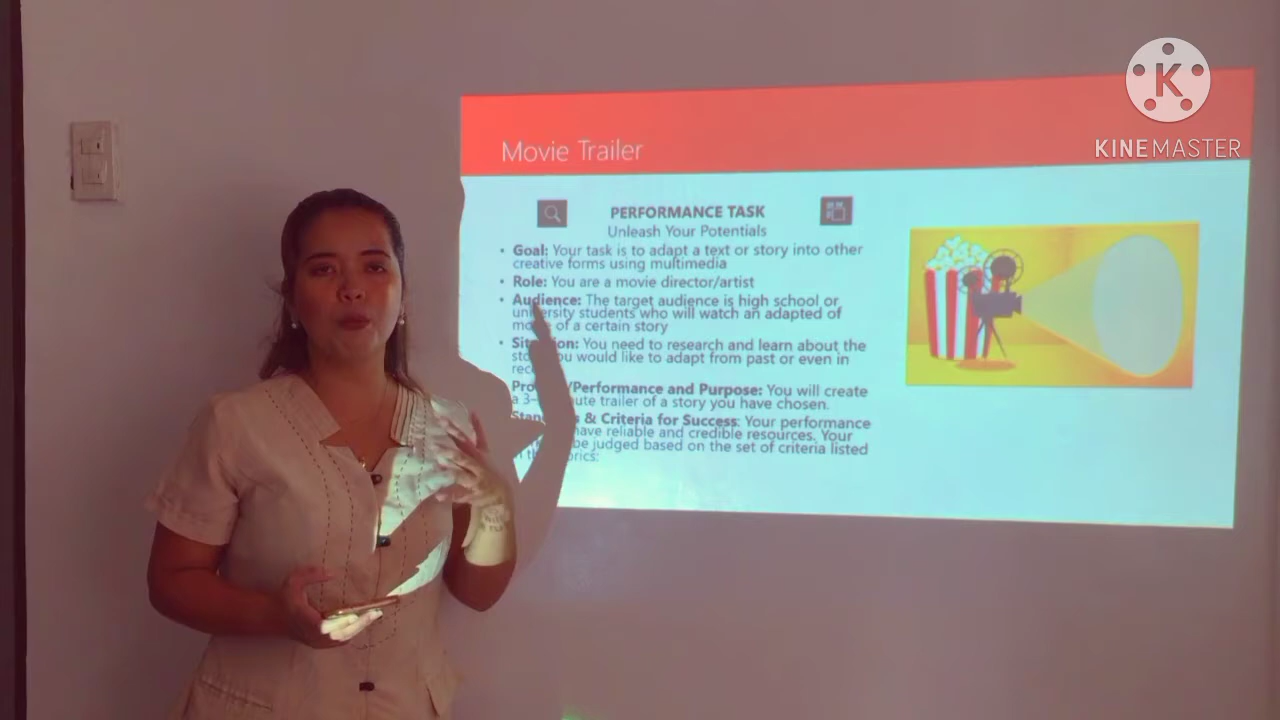 KINEMASTER
Movie Trailer
PERFORMANCE TASK
Unleash Your Potentials
• Goal: Your task is to adapt a text or story into other
creative forms using multimedia
• Role: You are a movie director/artist
• Audience: The target audience is high school or
university students who will watch an adapted of
of a certain story
• Situation: You need to research and learn about the
you would like to adapt from past or even in
/Performance and Purpose: You will create
a trailer of a story you have chosen.
& Criteria for Success: Your performance
have reliable and credible resources. Your
be judged based on the set of criteria listed